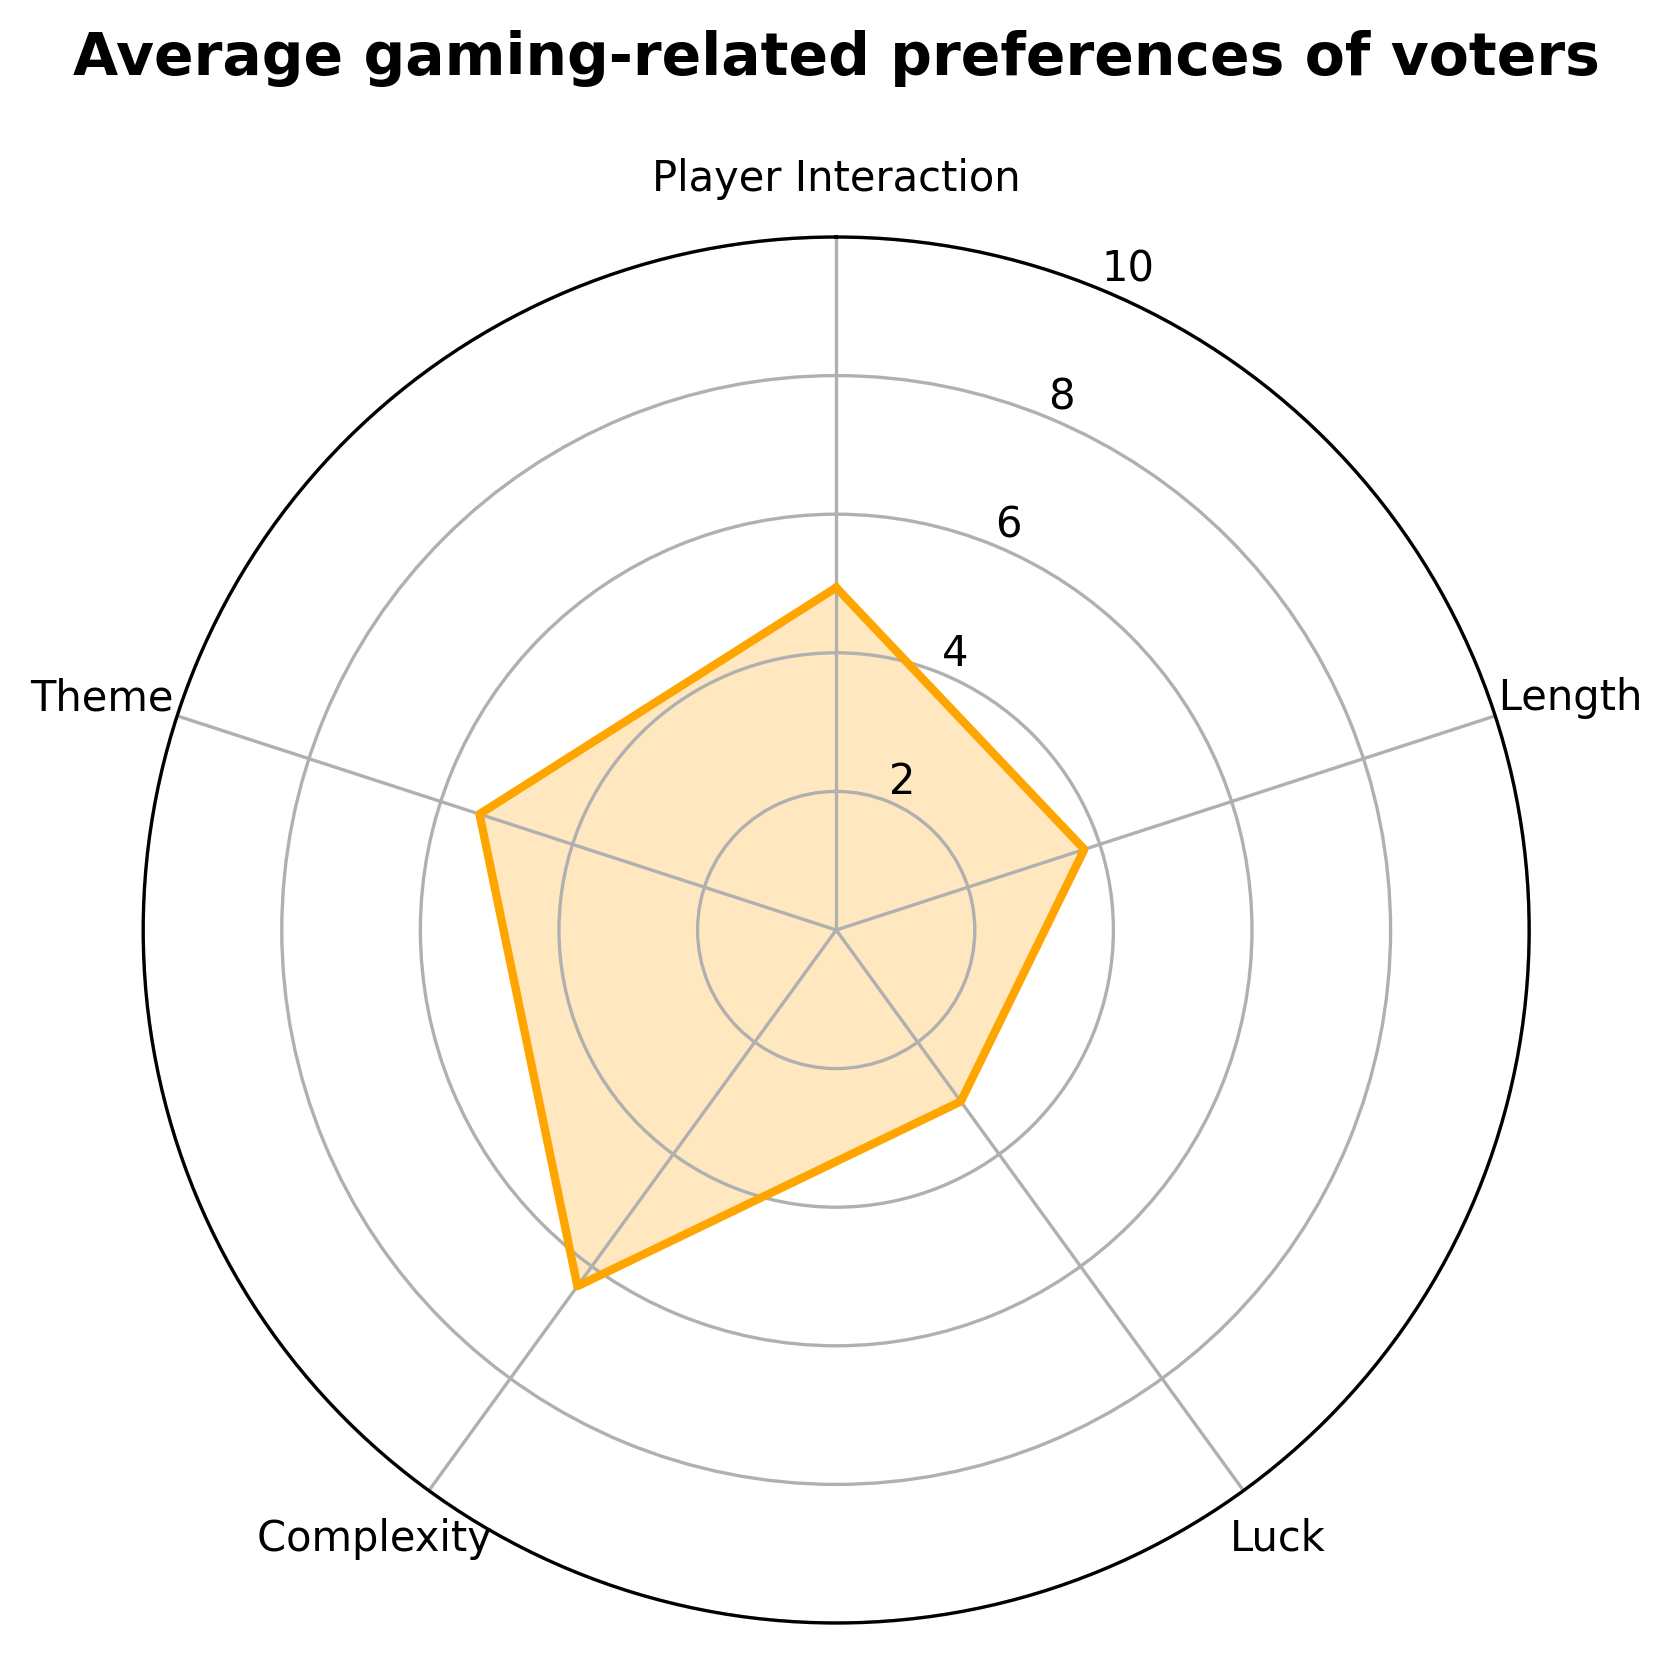 Average gaming-related preferences of voters
Player Interaction
10
8
6
4
2
Theme
Length
Complexity
Luck